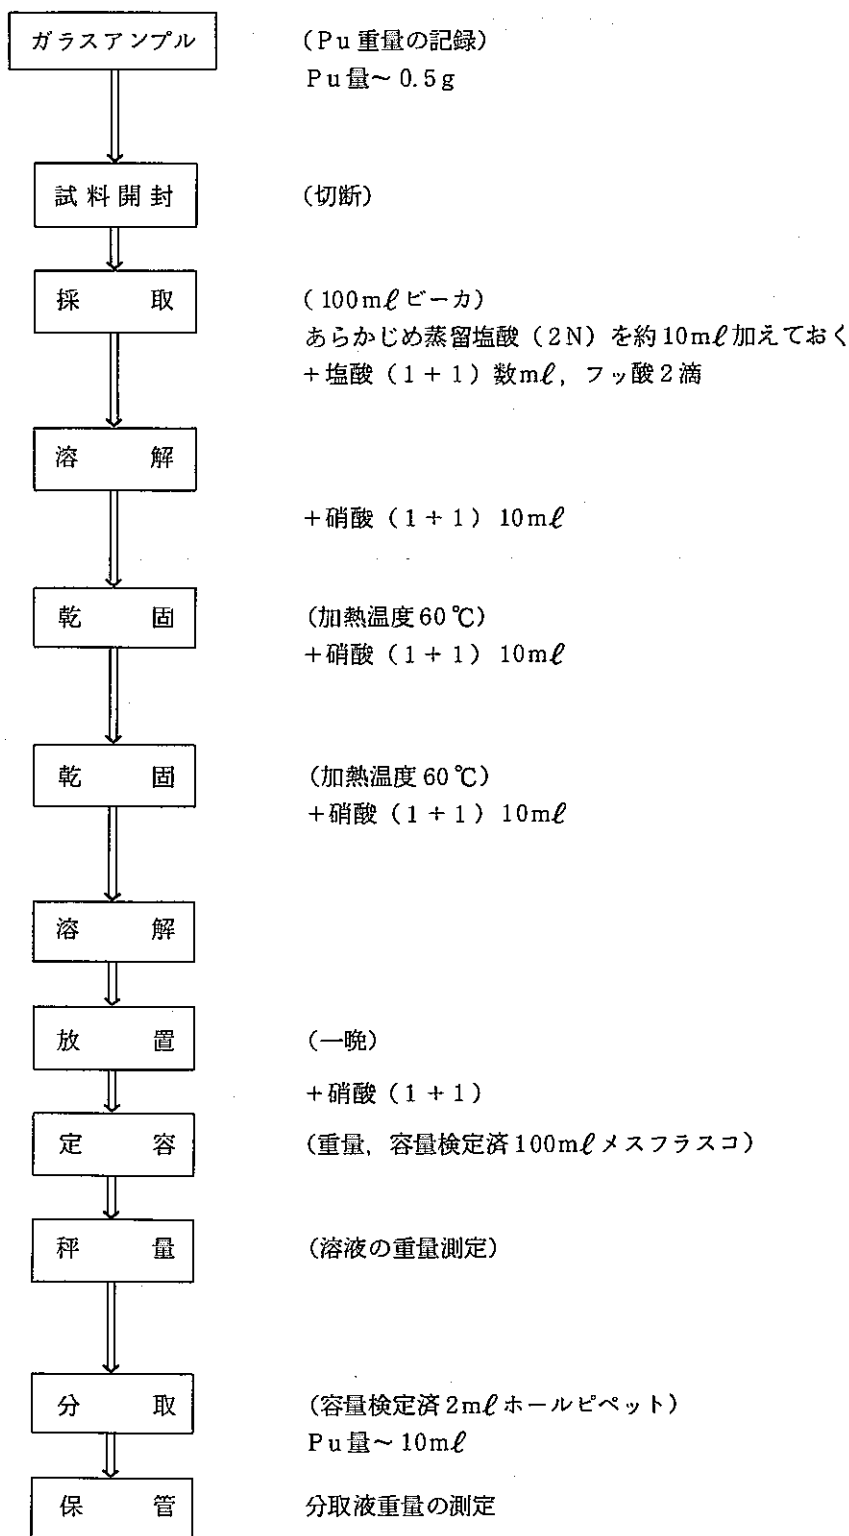 ガラスアンプル
(Pu重量の記録)
Pu量~0.5g
試料開封
(切断)
採取
(100mℓビーカ)
あらかじめ蒸留塩酸(2N)を約10mℓ加えておく
+塩酸(1+1)数mℓ,フッ酸2滴
溶解
+硝酸(1+1)10mℓ
乾固
(加熱温度60℃)
+硝酸(1+1)10mℓ
乾固
(加熱温度60℃)
+硝酸(1+1)10mℓ
溶解
放置
(一晩)
+硝酸(1+1)
定容
(重量,容量検定済100mℓメスフラスコ)
秤量
(溶液の重量測定)
分取
(容量検定済2mℓホールピペット)
Pu量~10mℓ
保管
分取液重量の測定